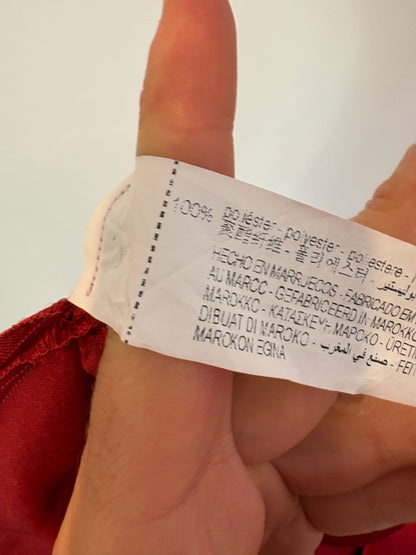 100% poliéster - polyester - polyestere -
聚酯纤维 - 폴리에스터 -
HECHO EN MARRUECOS - FABRICADO EM
AU MAROC - GEFABRICEERD IN MAROKKO
MAROKKO - ΚΑΤΑΣΚΕΥΗ ΜΑΡΟΚΟ - ÜRETİ
DIBUAT DI MAROKO - صنع في المغرب - FEI
MAROKON EGINA